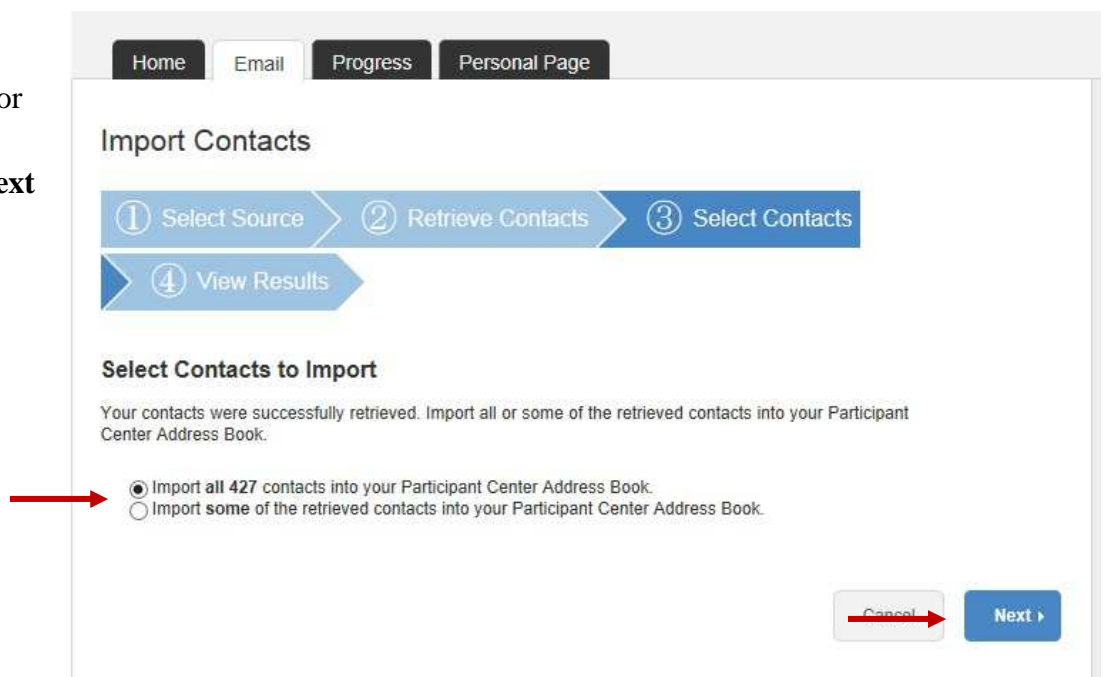 Home Email Progress Personal Page
or
Import Contacts
ext
① Select Source ② Retrieve Contacts ③ Select Contacts
④ View Results
Select Contacts to Import
Your contacts were successfully retrieved. Import all or some of the retrieved contacts into your Participant
Center Address Book.
Import all 427 contacts into your Participant Center Address Book.
Import some of the retrieved contacts into your Participant Center Address Book.
Cancel Next